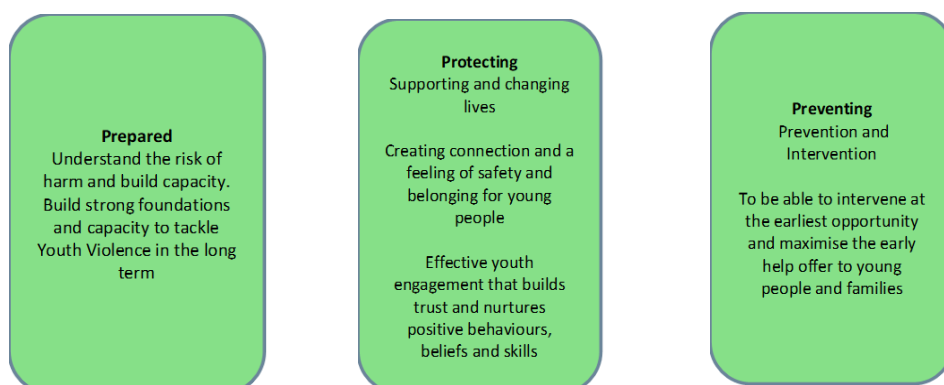 Prepared
Understand the risk of
harm and build capacity.
Build strong foundations
and capacity to tackle
Youth Violence in the long
term
Protecting
Supporting and changing
lives
Creating connection and a
feeling of safety and
belonging for young
people
Effective youth
engagement that builds
trust and nurtures
positive behaviours,
beliefs and skills
Preventing
Prevention and
Intervention
To be able to intervene at
the earliest opportunity
and maximise the early
help offer to young
people and families